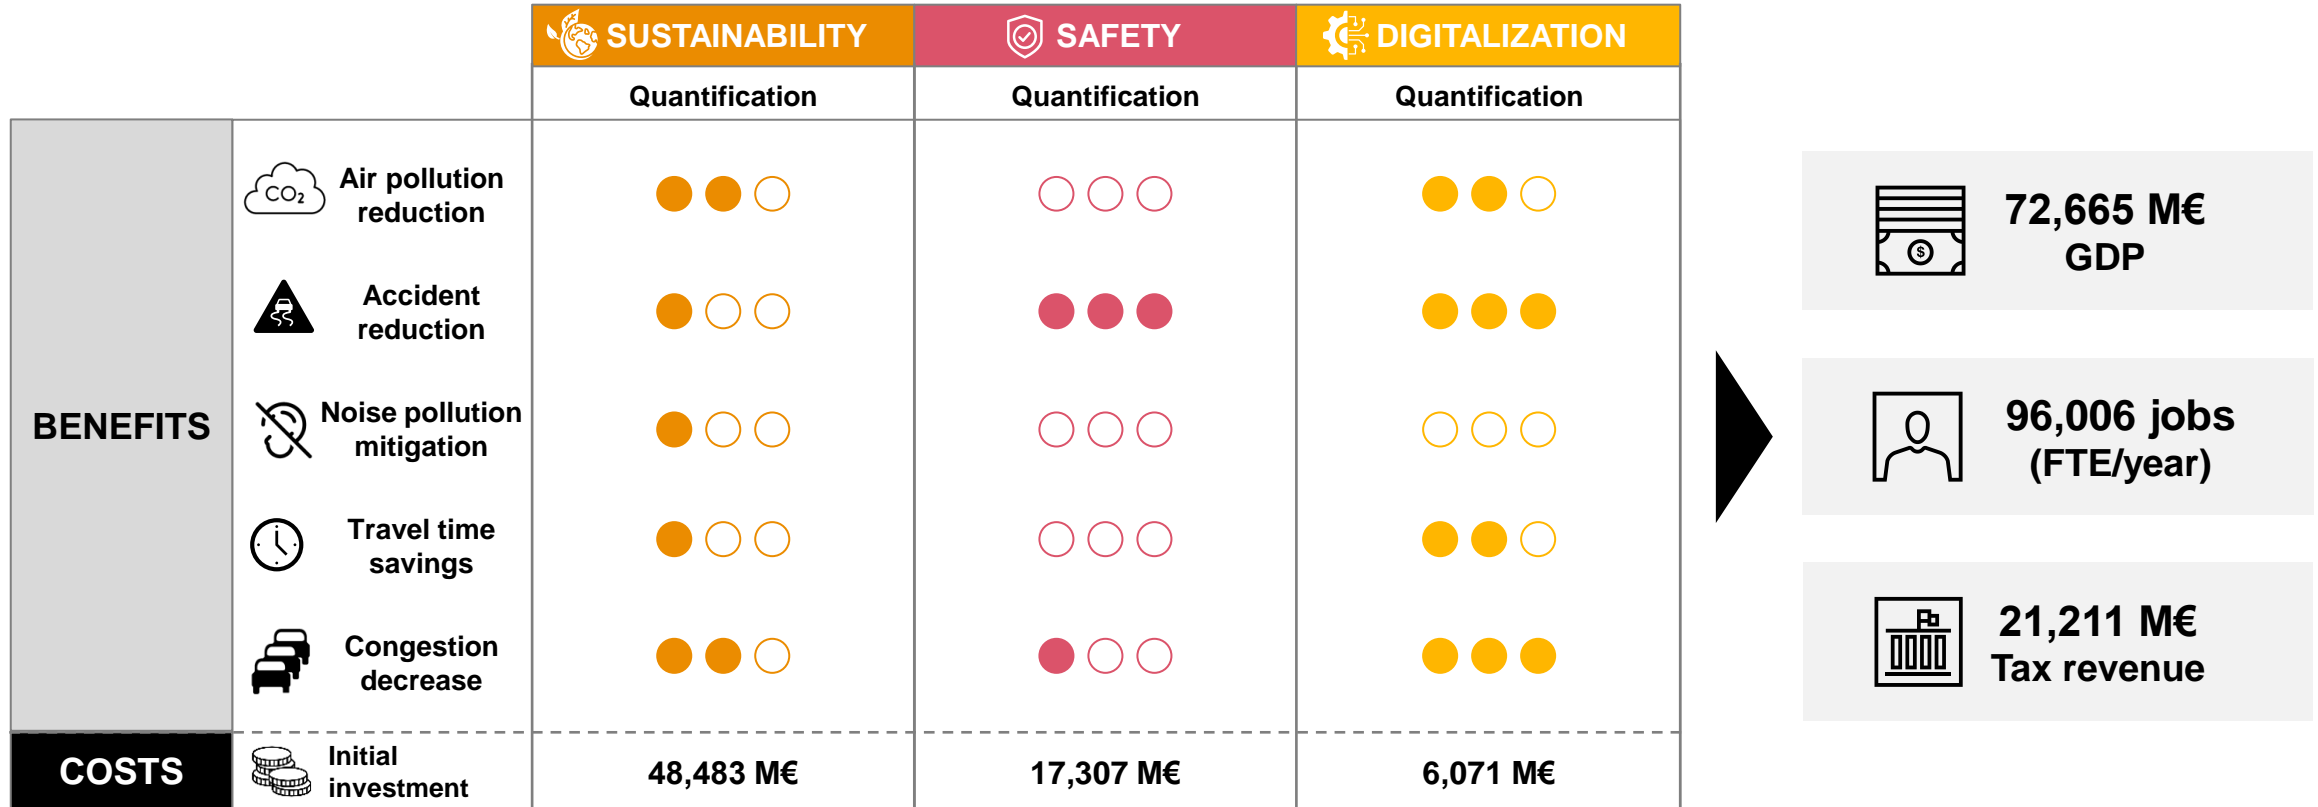 SUSTAINABILITY
SAFETY
DIGITALIZATION
Quantification
Quantification
Quantification
BENEFITS
CO₂
Air pollution
reduction
Accident
reduction
Noise pollution
mitigation
Travel time
savings
Congestion
decrease
COSTS
Initial
investment
48,483 M€
17,307 M€
6,071 M€
$
72,665 M€
GDP
96,006 jobs
(FTE/year)
21,211 M€
Tax revenue